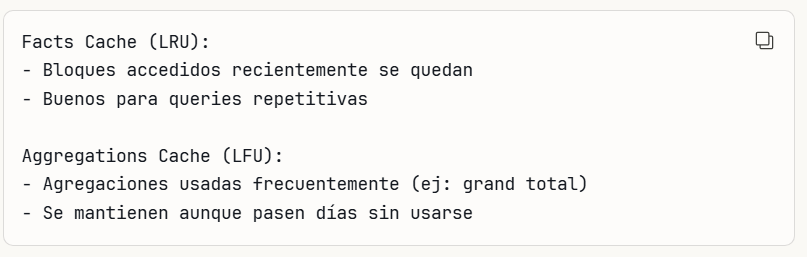 Facts Cache (LRU):
- Bloques accedidos recientemente se quedan
- Buenos para queries repetitivas
Aggregations Cache (LFU):
- Agregaciones usadas frecuentemente (ej: grand total)
- Se mantienen aunque pasen días sin usarse